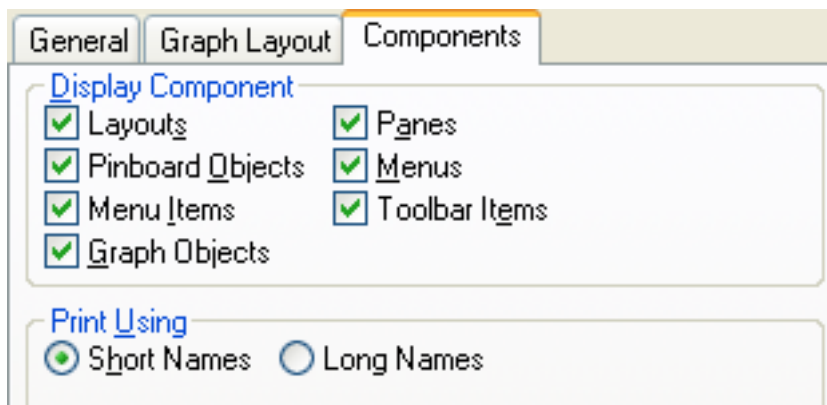 General Graph Layout Components
Display Component
Layouts Panes
Pinboard Objects Menus
Menu Items Toolbar Items
Graph Objects
Print Using
Short Names Long Names